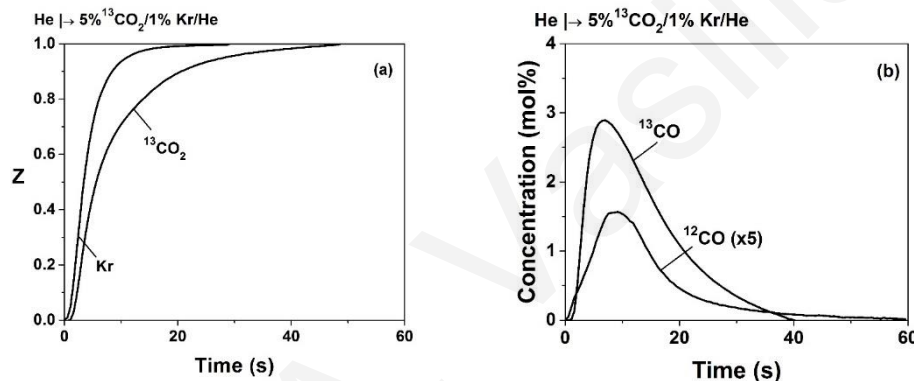 He |→ 5%¹³CO₂/1% Kr/He
(a)
Z
1.0
0.8
0.6
0.4
0.2
0.0
¹³CO₂
Kr
0 20 40 60
Time (s)
He |→ 5%¹³CO₂/1% Kr/He
(b)
Concentration (mol%)
4
3
2
1
0
¹³CO
¹²CO (x5)
0 20 40 60
Time (s)
Vasili